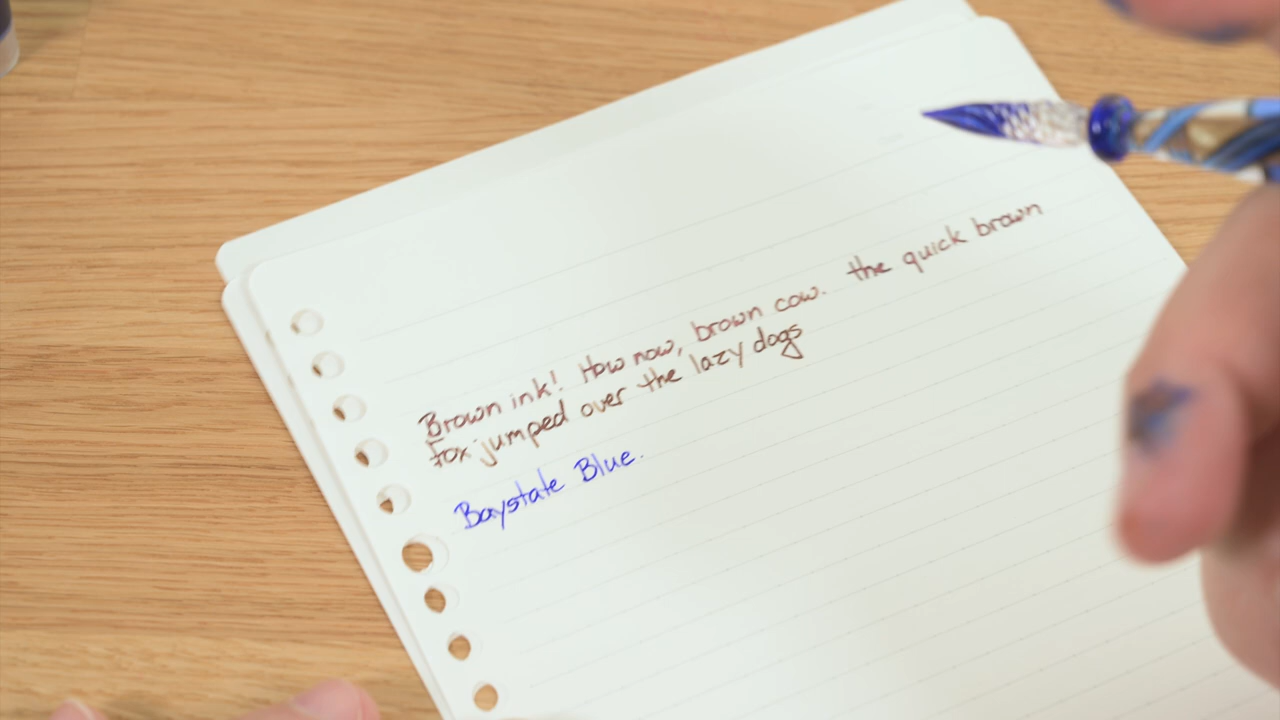 Brown ink! How now, brown cow. the quick brown
fox jumped over the lazy dogs
Baystate Blue.